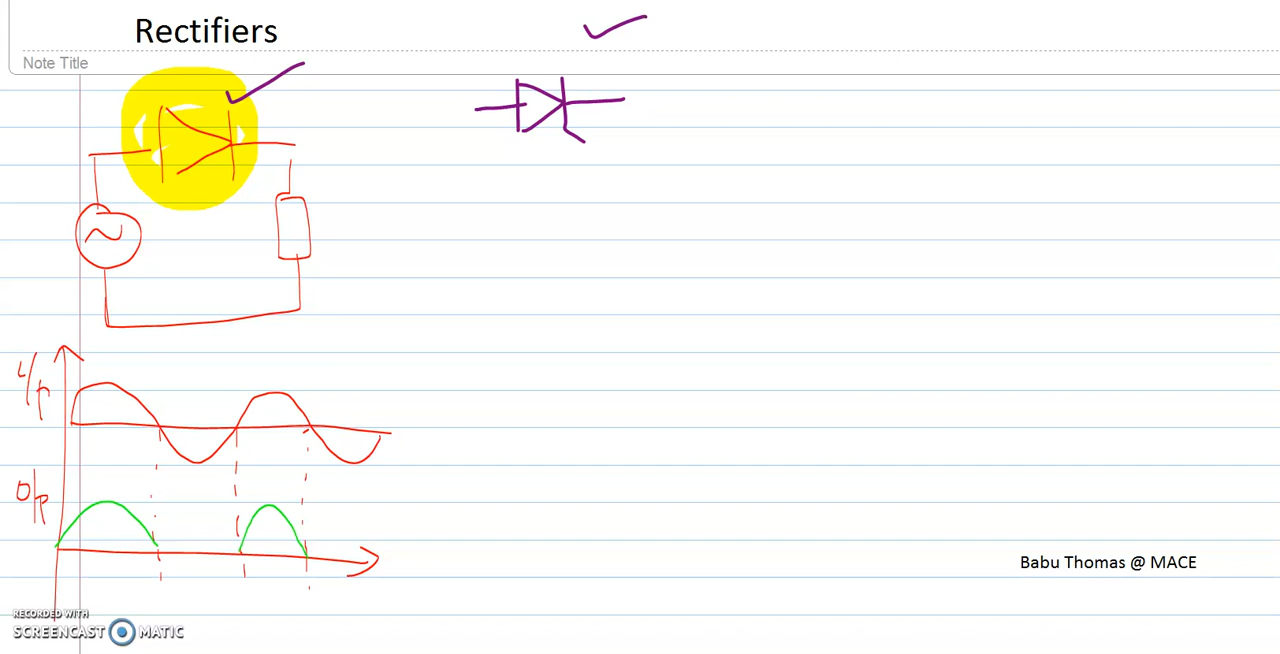 Rectifiers
Note Title
i/p
O/p
Babu Thomas @ MACE
RECORDED WITH
SCREENCAST MATIC